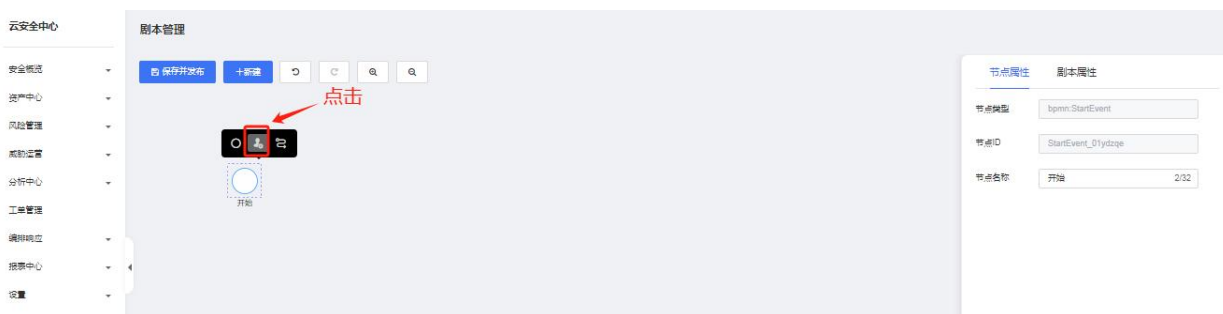 云安全中心
剧本管理
安全概览
资产中心
风险管理
威胁运营
分析中心
工单管理
编排响应
报表中心
设置
保存并发布
+新建
点击
开始
节点属性
剧本属性
节点类型
bpmn:StartEvent
节点ID
StartEvent_01ydzqe
节点名称
开始
2/32